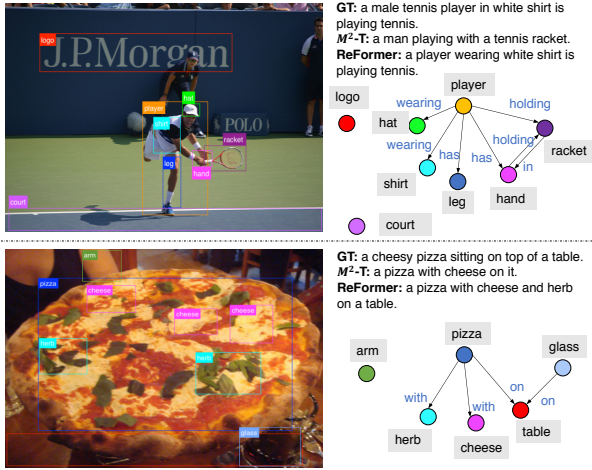 logo
J.P.Morgan
hat
player
shirt
POLO
racket
leg
hand
court
GT: a male tennis player in white shirt is
playing tennis.
M²-T: a man playing with a tennis racket.
ReFormer: a player wearing white shirt is
playing tennis.
player
logo
wearing
holding
hat
holding
racket
wearing
has
has
in
shirt
leg
hand
court
arm
pizza
cheese
cheese
cheese
herb
herb
glass
GT: a cheesy pizza sitting on top of a table.
M²-T: a pizza with cheese on it.
ReFormer: a pizza with cheese and herb
on a table.
pizza
glass
arm
on
with
with
on
herb
cheese
table